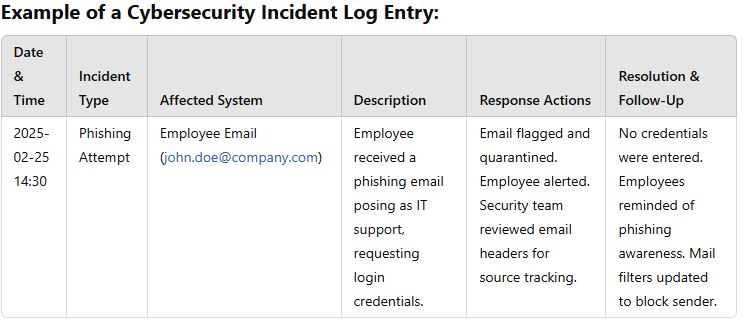 Example of a Cybersecurity Incident Log Entry:
Date
&
Time
Incident
Type
Affected System
Description
Response Actions
Resolution &
Follow-Up
2025-
02-25
14:30
Phishing
Attempt
Employee Email
(john.doe@company.com)
Employee
received a
phishing email
posing as IT
support,
requesting
login
credentials.
Email flagged and
quarantined.
Employee alerted.
Security team
reviewed email
headers for
source tracking.
No credentials
were entered.
Employees
reminded of
phishing
awareness. Mail
filters updated
to block sender.